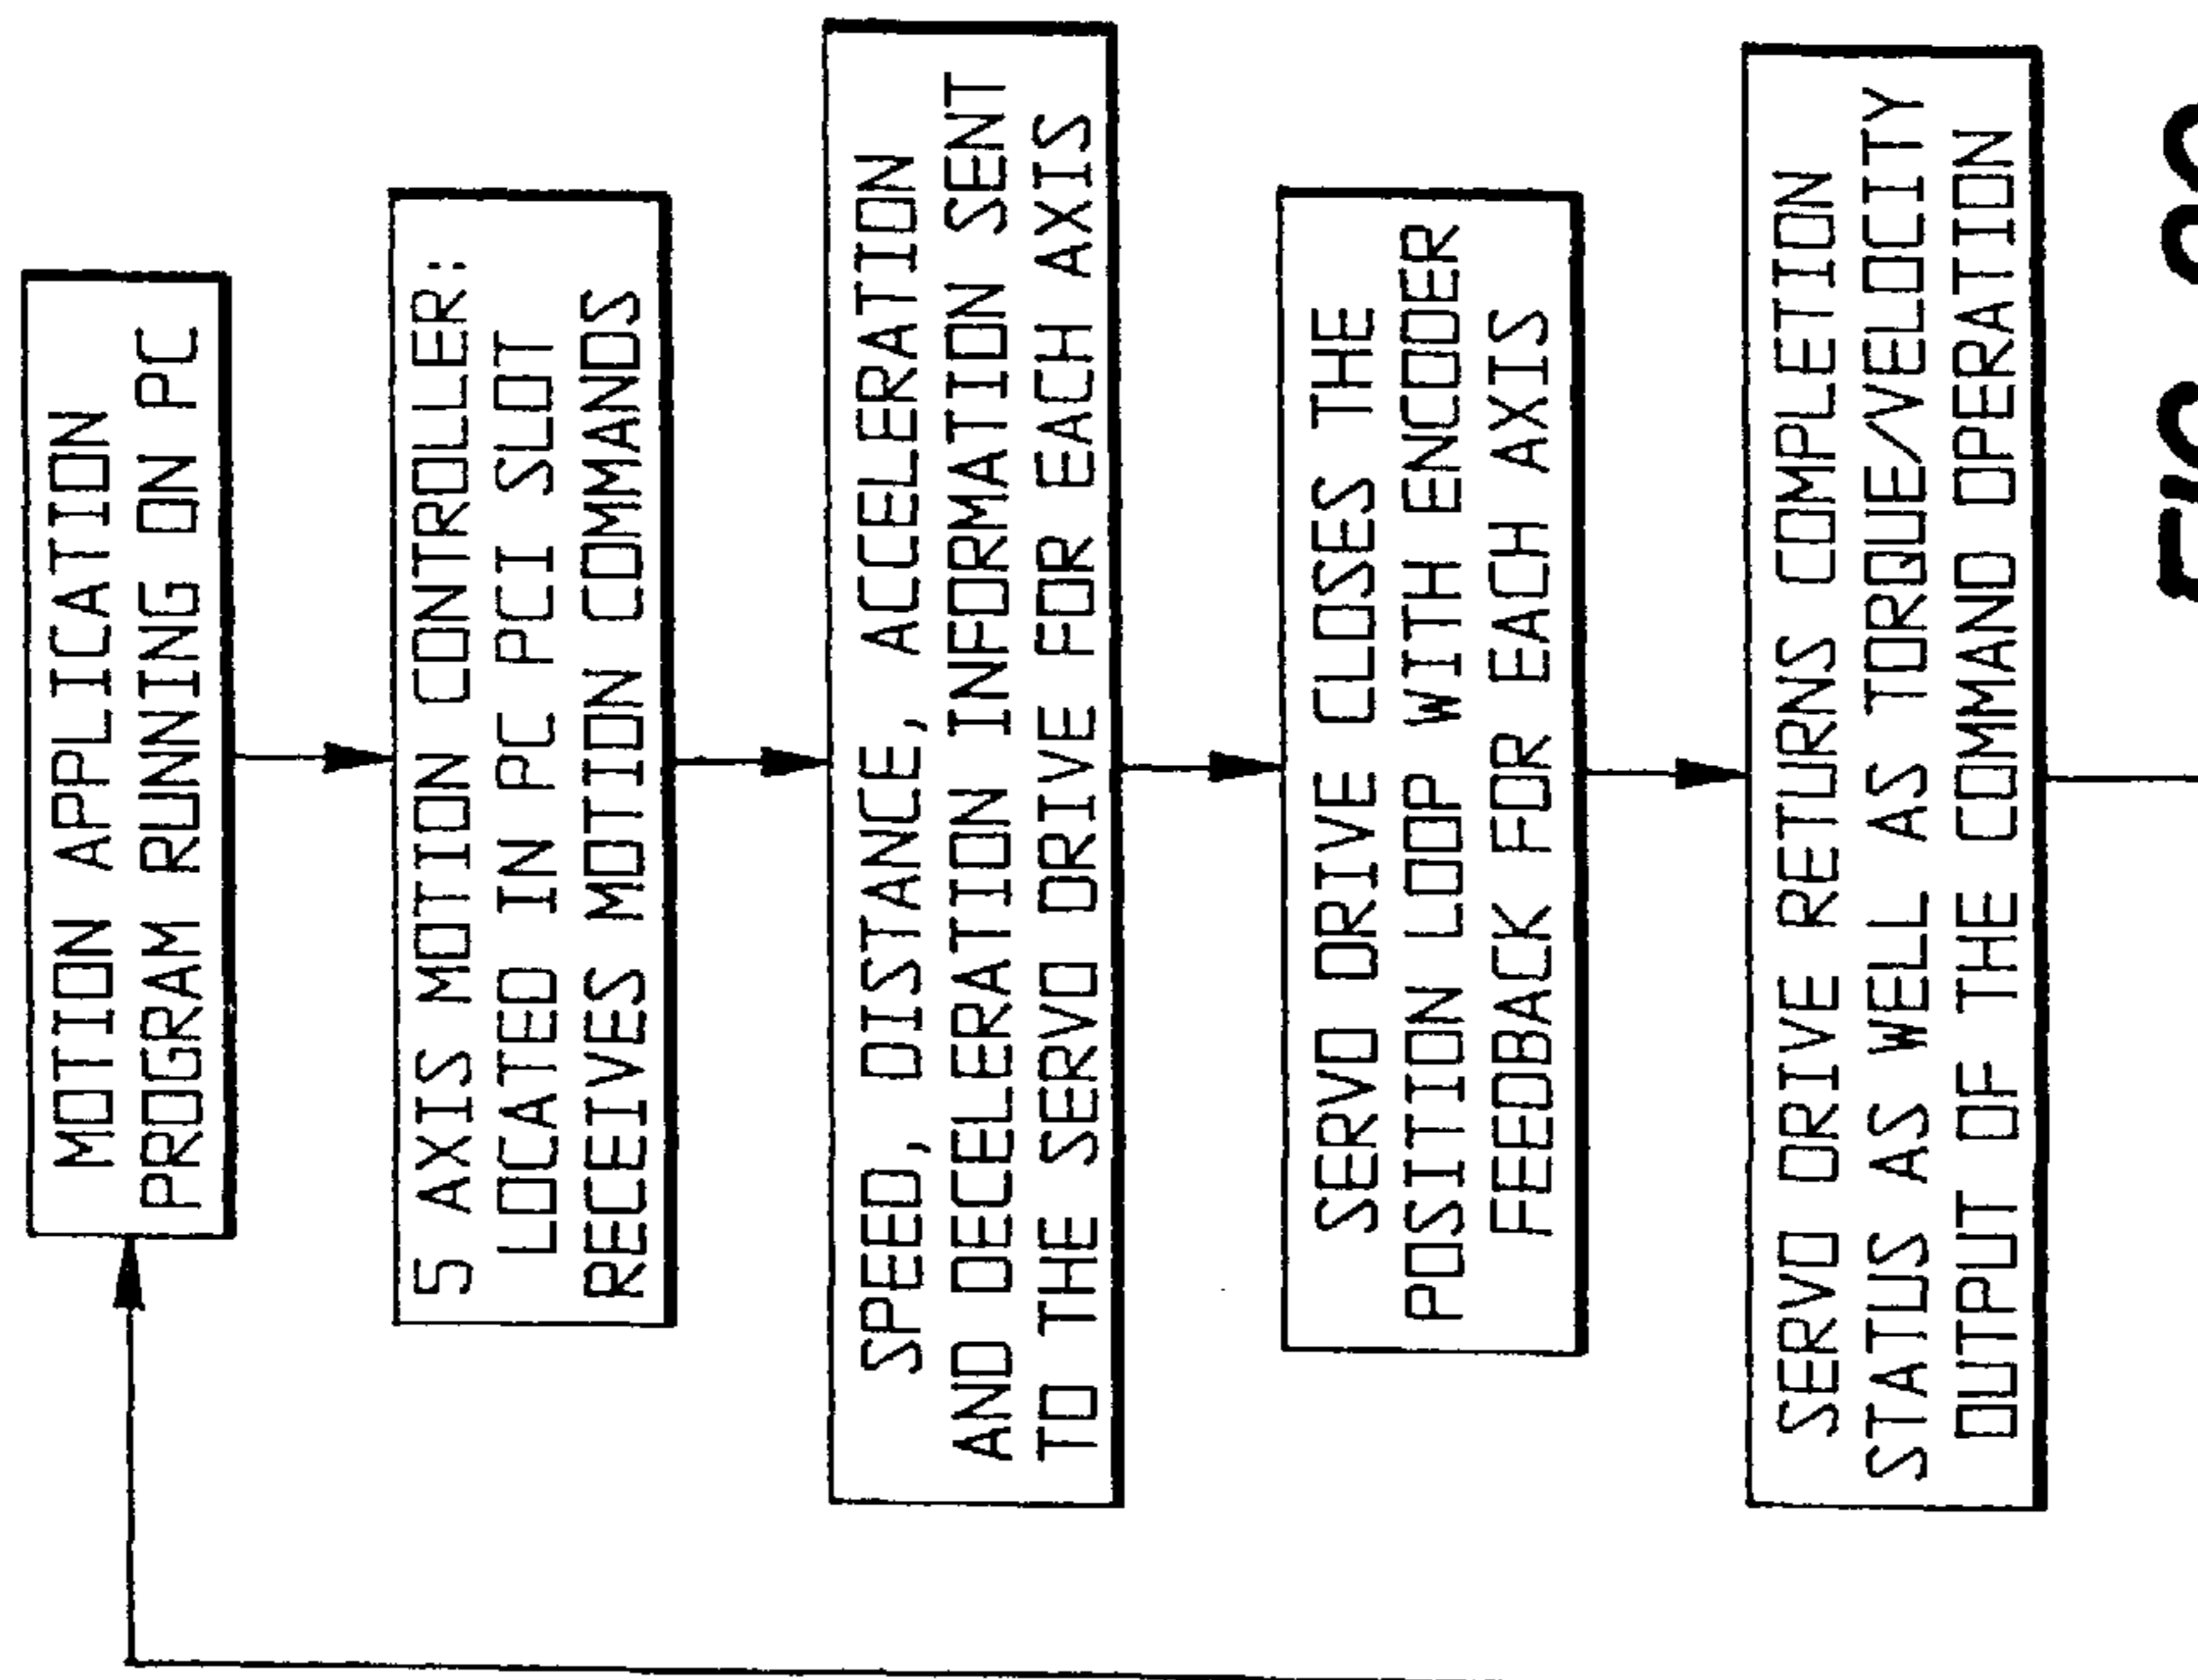 MOTION APPLICATION
PROGRAM RUNNING ON PC
5 AXIS MOTION CONTROLLER:
LOCATED IN PC PCI SLOT
RECEIVES MOTION COMMANDS
SPEED, DISTANCE, ACCELERATION
AND DECELERATION INFORMATION SENT
TO THE SERVO DRIVE FOR EACH AXIS
SERVO DRIVE CLOSES THE
POSITION LOOP WITH ENCODER
FEEDBACK FOR EACH AXIS
SERVO DRIVE RETURNS COMPLETION
STATUS AS WELL AS TORQUE/VELOCITY
OUTPUT OF THE COMMAND OPERATION